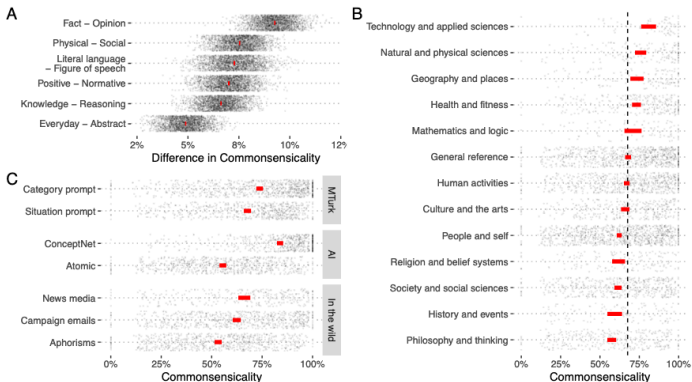 A
Fact – Opinion
Physical – Social
Literal language
– Figure of speech
Positive – Normative
Knowledge – Reasoning
Everyday – Abstract
2% 5% 8% 10% 12%
Difference in Commonsensicality
B
Technology and applied sciences
Natural and physical sciences
Geography and places
Health and fitness
Mathematics and logic
General reference
Human activities
Culture and the arts
People and self
Religion and belief systems
Society and social sciences
History and events
Philosophy and thinking
0% 25% 50% 75% 100%
Commonsensicality
C
Category prompt
Situation prompt
MTurk
ConceptNet
Atomic
AI
News media
Campaign emails
Aphorisms
In the wild
0% 25% 50% 75% 100%
Commonsensicality